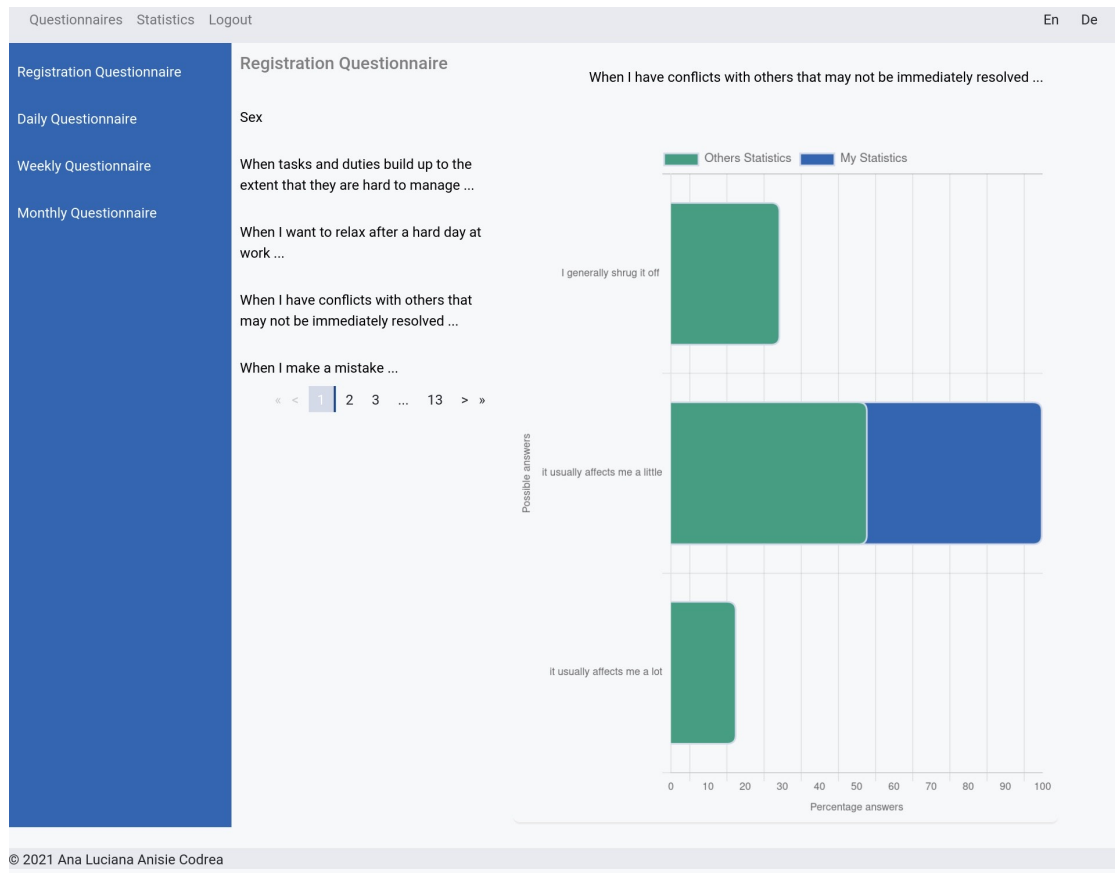 Questionnaires Statistics Logout En De
Registration Questionnaire
Daily Questionnaire
Weekly Questionnaire
Monthly Questionnaire
Registration Questionnaire
Sex
When tasks and duties build up to the
extent that they are hard to manage ...
When I want to relax after a hard day at
work ...
When I have conflicts with others that
may not be immediately resolved ...
When I make a mistake ...
« < 1 2 3 ... 13 > »
When I have conflicts with others that may not be immediately resolved ...
Others Statistics My Statistics
Possible answers
I generally shrug it off
it usually affects me a little
it usually affects me a lot
0 10 20 30 40 50 60 70 80 90 100
Percentage answers
© 2021 Ana Luciana Anisie Codrea